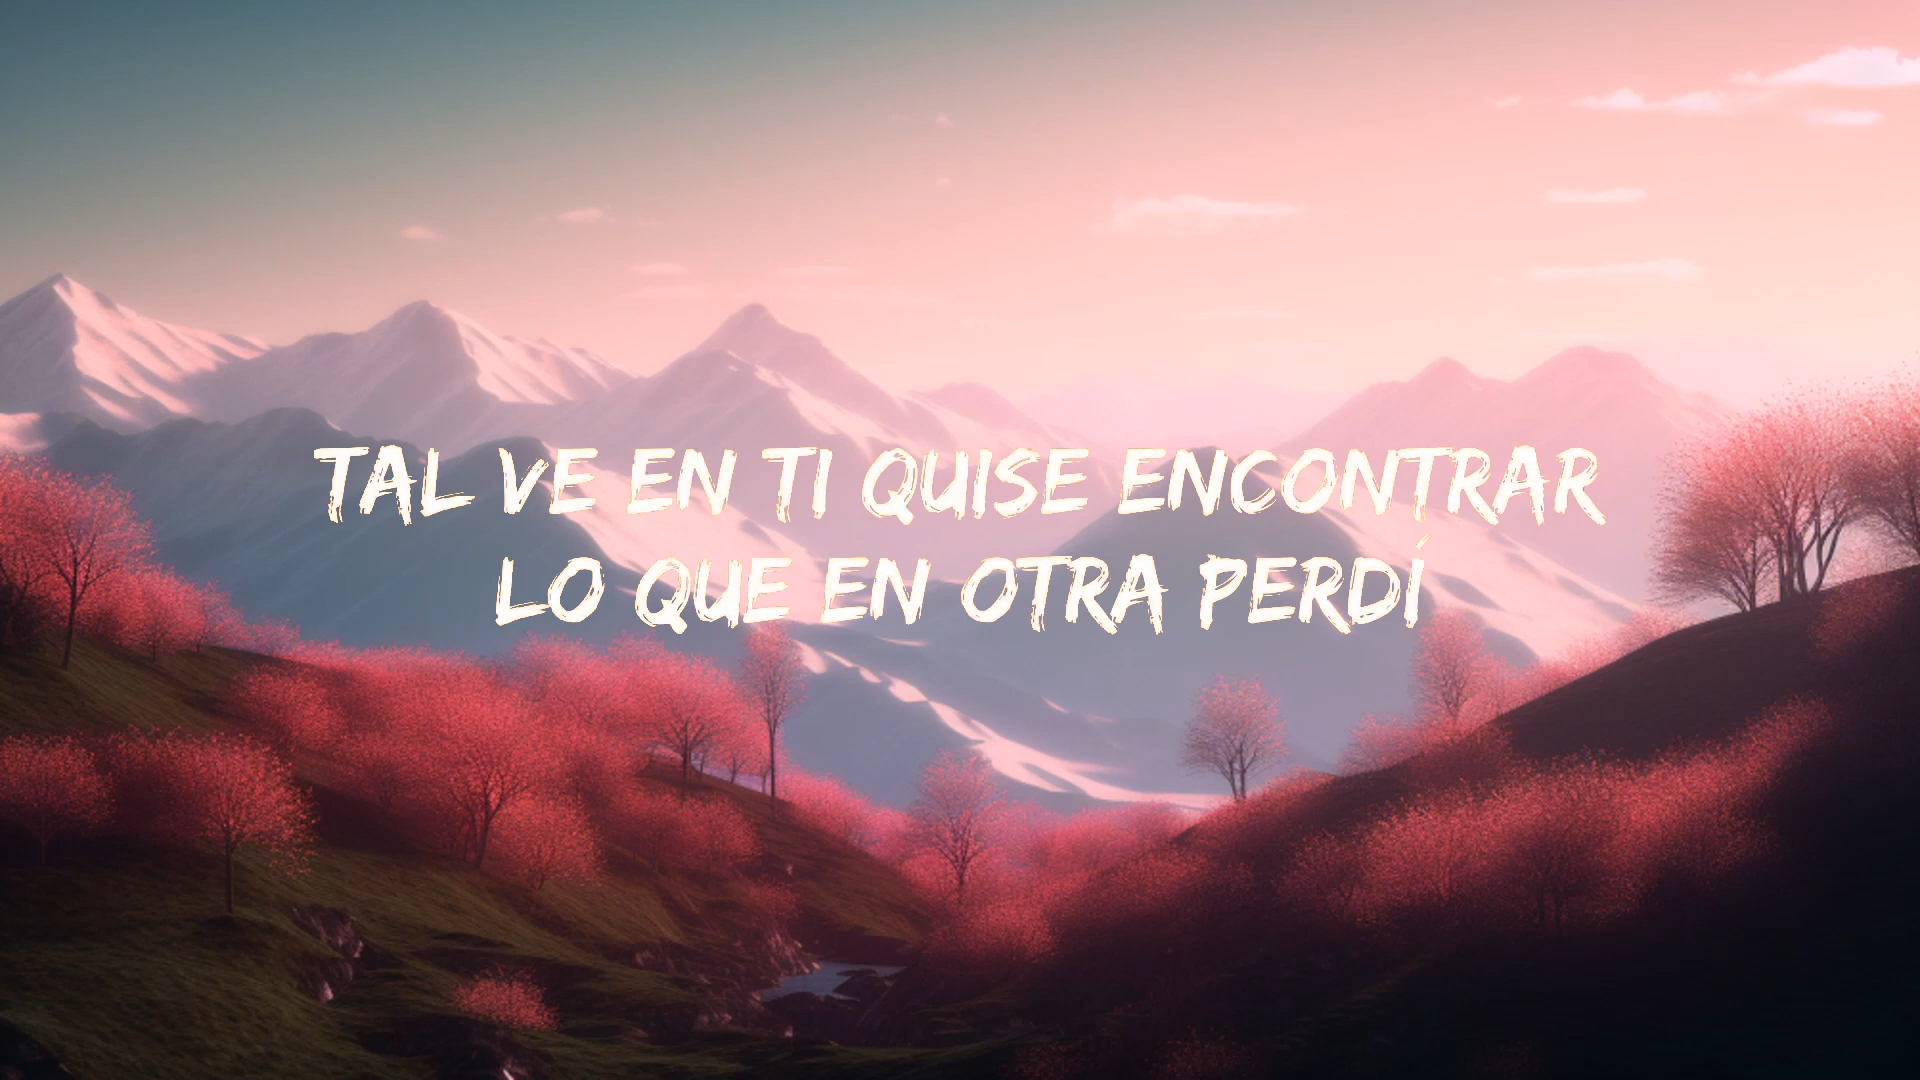 TAL VE EN TI QUISE ENCONTRAR
LO QUE EN OTRA PERDÍ